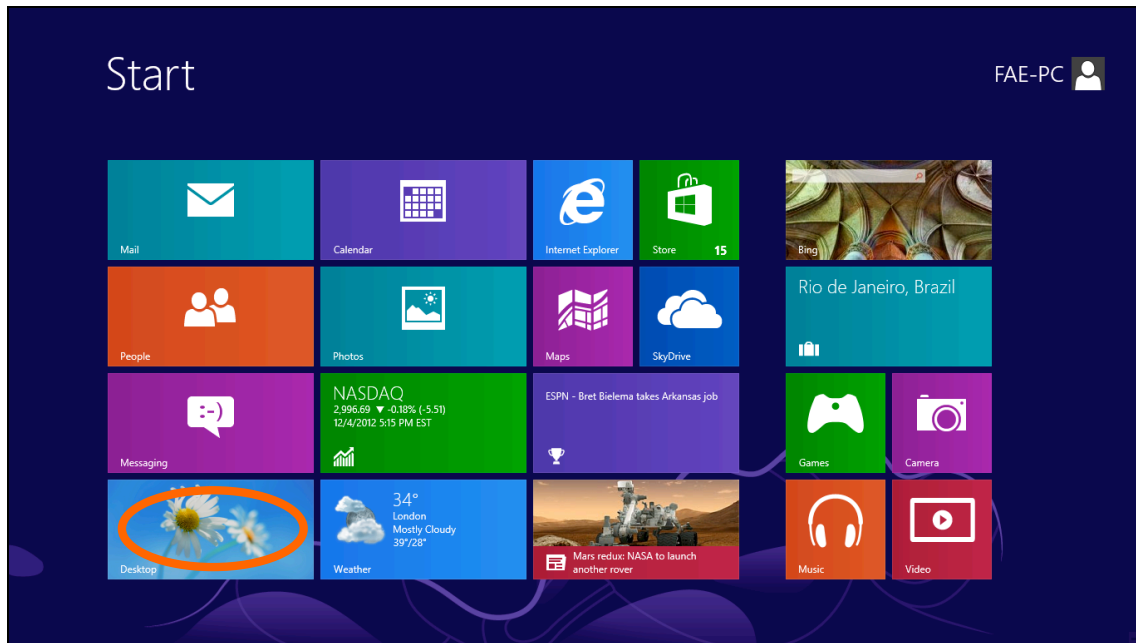 Start
FAE-PC
Mail
Calendar
Internet Explorer
Store
15
Bing
People
Photos
Maps
SkyDrive
Rio de Janeiro, Brazil
Messaging
NASDAQ
2,996.69 ▼ -0.18% (-5.51)
12/4/2012 5:15 PM EST
ESPN - Bret Bielema takes Arkansas job
Games
Camera
Desktop
34°
London
Mostly Cloudy
39°/28°
Weather
Mars redux: NASA to launch
another rover
Music
Video